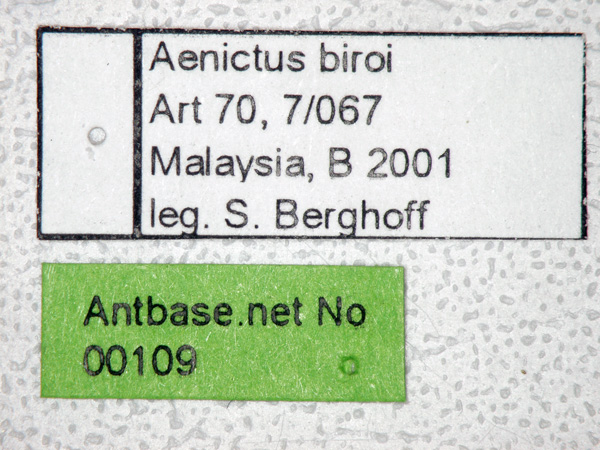 Aenictus biroi
Art 70, 7/067
Malaysia, B 2001
leg. S. Berghoff
Antbase.net No
00109